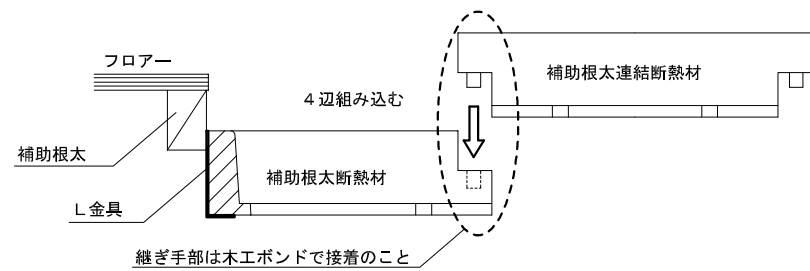 フロアー
補助根太連結断熱材
４辺組み込む
補助根太
補助根太断熱材
Ｌ金具
継ぎ手部は木工ボンドで接着のこと